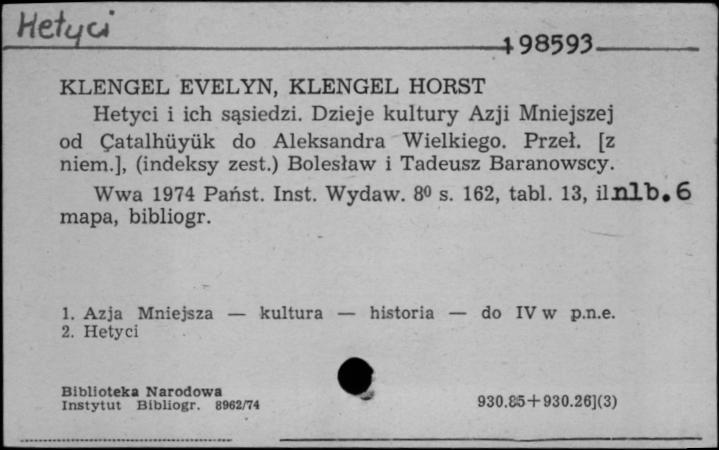 Hetyci
198593
KLENGEL EVELYN, KLENGEL HORST
Hetyci i ich sąsiedzi. Dzieje kultury Azji Mniejszej
od Çatalhüyük do Aleksandra Wielkiego. Przeł. [z
niem.], (indeksy zest.) Bolesław i Tadeusz Baranowscy.
Wwa 1974 Państ. Inst. Wydaw. 8⁰ s. 162, tabl. 13, il nlb. 6
mapa, bibliogr.
1. Azja Mniejsza — kultura — historia — do IV w p.n.e.
2. Hetyci
Biblioteka Narodowa
Instytut Bibliogr. 8962/74
930.85+930.26](3)